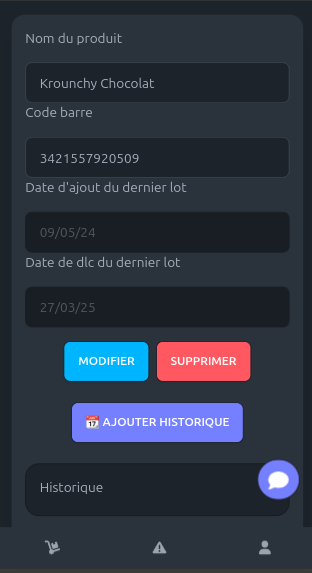 Nom du produit
Krounchy Chocolat
Code barre
3421557920509
Date d'ajout du dernier lot
09/05/24
Date de dlc du dernier lot
27/03/25
MODIFIER SUPPRIMER
📆 AJOUTER HISTORIQUE
Historique